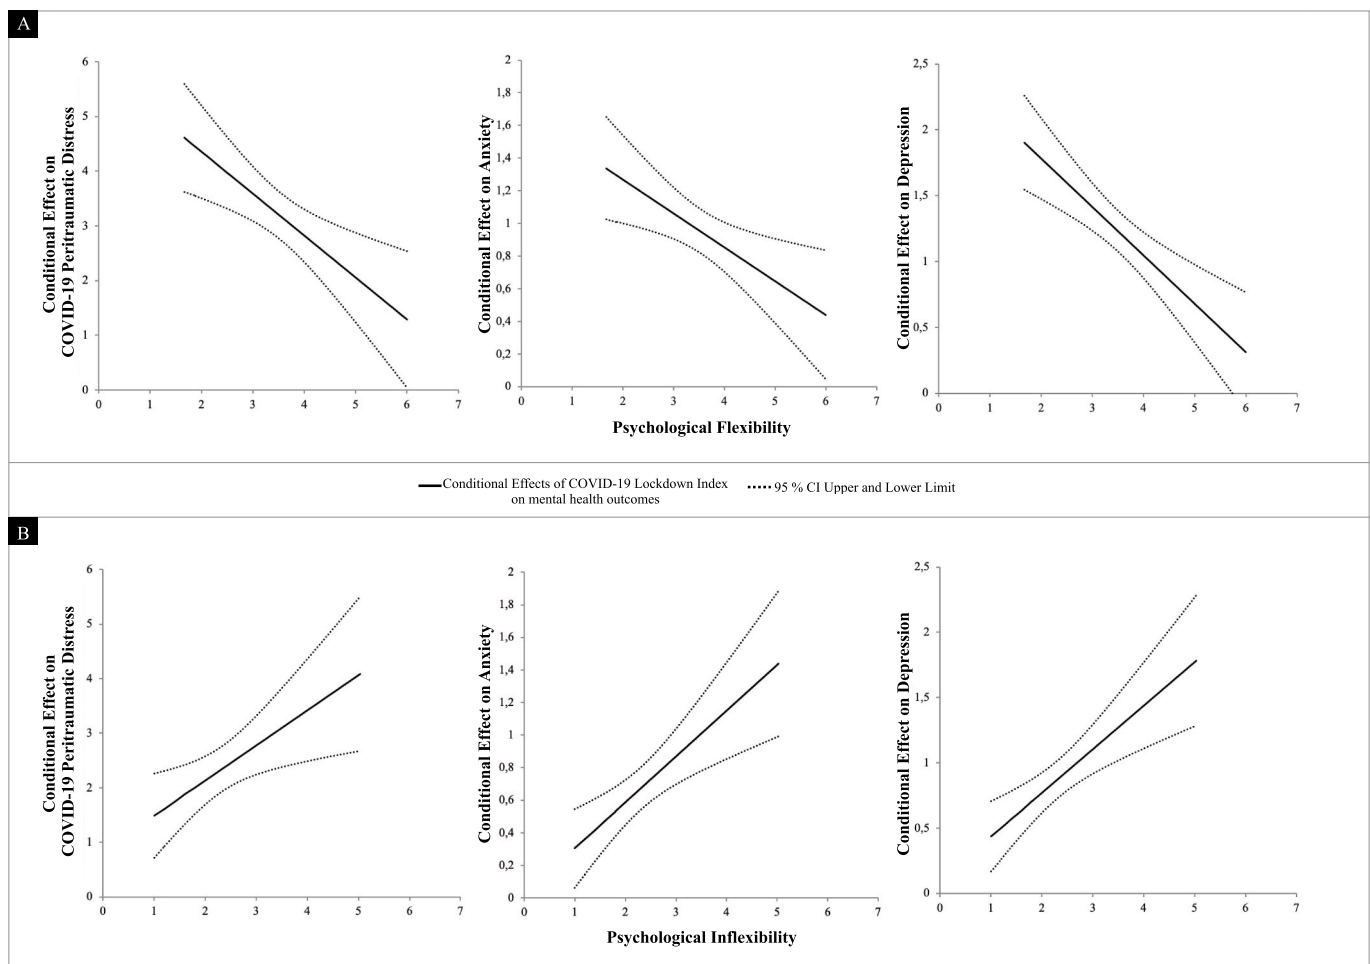 A
Conditional Effect on
COVID-19 Peritraumatic Distress
6
5
4
3
2
1
0
0 1 2 3 4 5 6 7
Conditional Effect on Anxiety
2
1,8
1,6
1,4
1,2
1
0,8
0,6
0,4
0,2
0
0 1 2 3 4 5 6 7
Psychological Flexibility
Conditional Effect on Depression
2,5
2
1,5
1
0,5
0
0 1 2 3 4 5 6 7
Conditional Effects of COVID-19 Lockdown Index
on mental health outcomes
95 % CI Upper and Lower Limit
B
Conditional Effect on
COVID-19 Peritraumatic Distress
6
5
4
3
2
1
0
0 1 2 3 4 5 6 7
Conditional Effect on Anxiety
2
1,8
1,6
1,4
1,2
1
0,8
0,6
0,4
0,2
0
0 1 2 3 4 5 6 7
Psychological Inflexibility
Conditional Effect on Depression
2,5
2
1,5
1
0,5
0
0 1 2 3 4 5 6 7